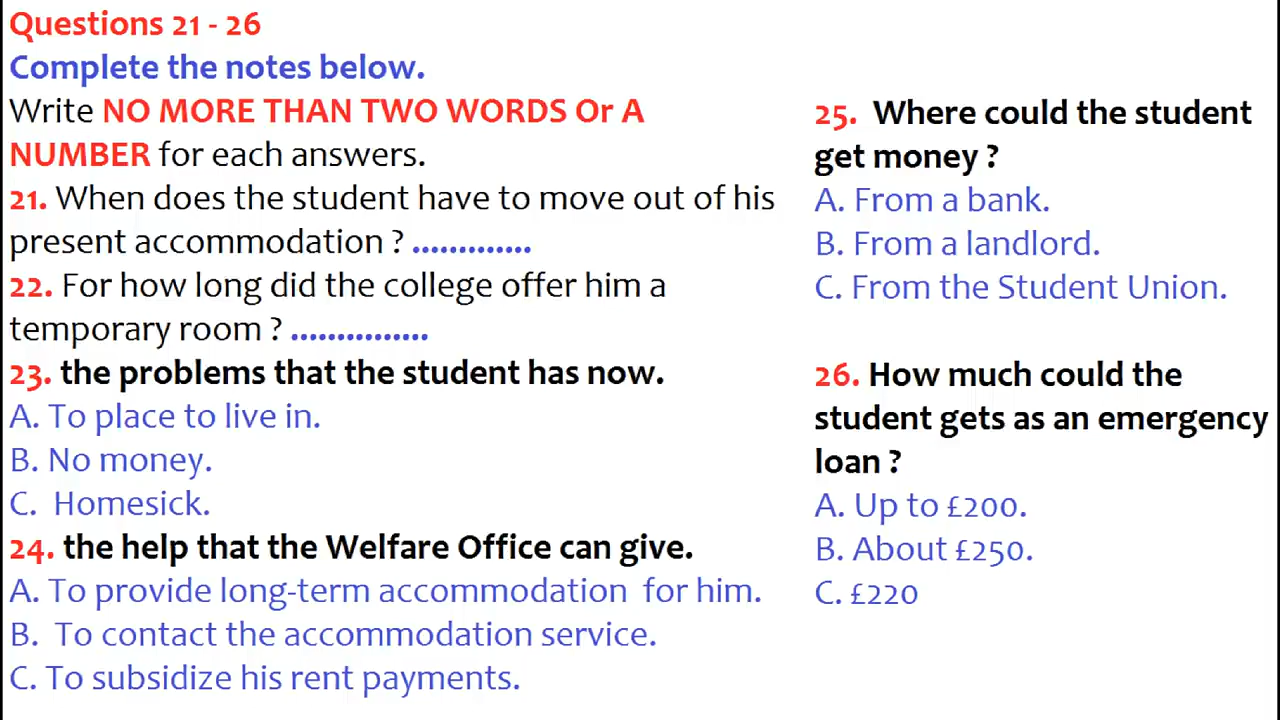 Questions 21 - 26
Complete the notes below.
Write NO MORE THAN TWO WORDS Or A
NUMBER for each answers.
21. When does the student have to move out of his
present accommodation ? .............
22. For how long did the college offer him a
temporary room ? ...............
23. the problems that the student has now.
A. To place to live in.
B. No money.
C. Homesick.
24. the help that the Welfare Office can give.
A. To provide long-term accommodation for him.
B. To contact the accommodation service.
C. To subsidize his rent payments.
25. Where could the student
get money ?
A. From a bank.
B. From a landlord.
C. From the Student Union.
26. How much could the
student gets as an emergency
loan ?
A. Up to £200.
B. About £250.
C. £220